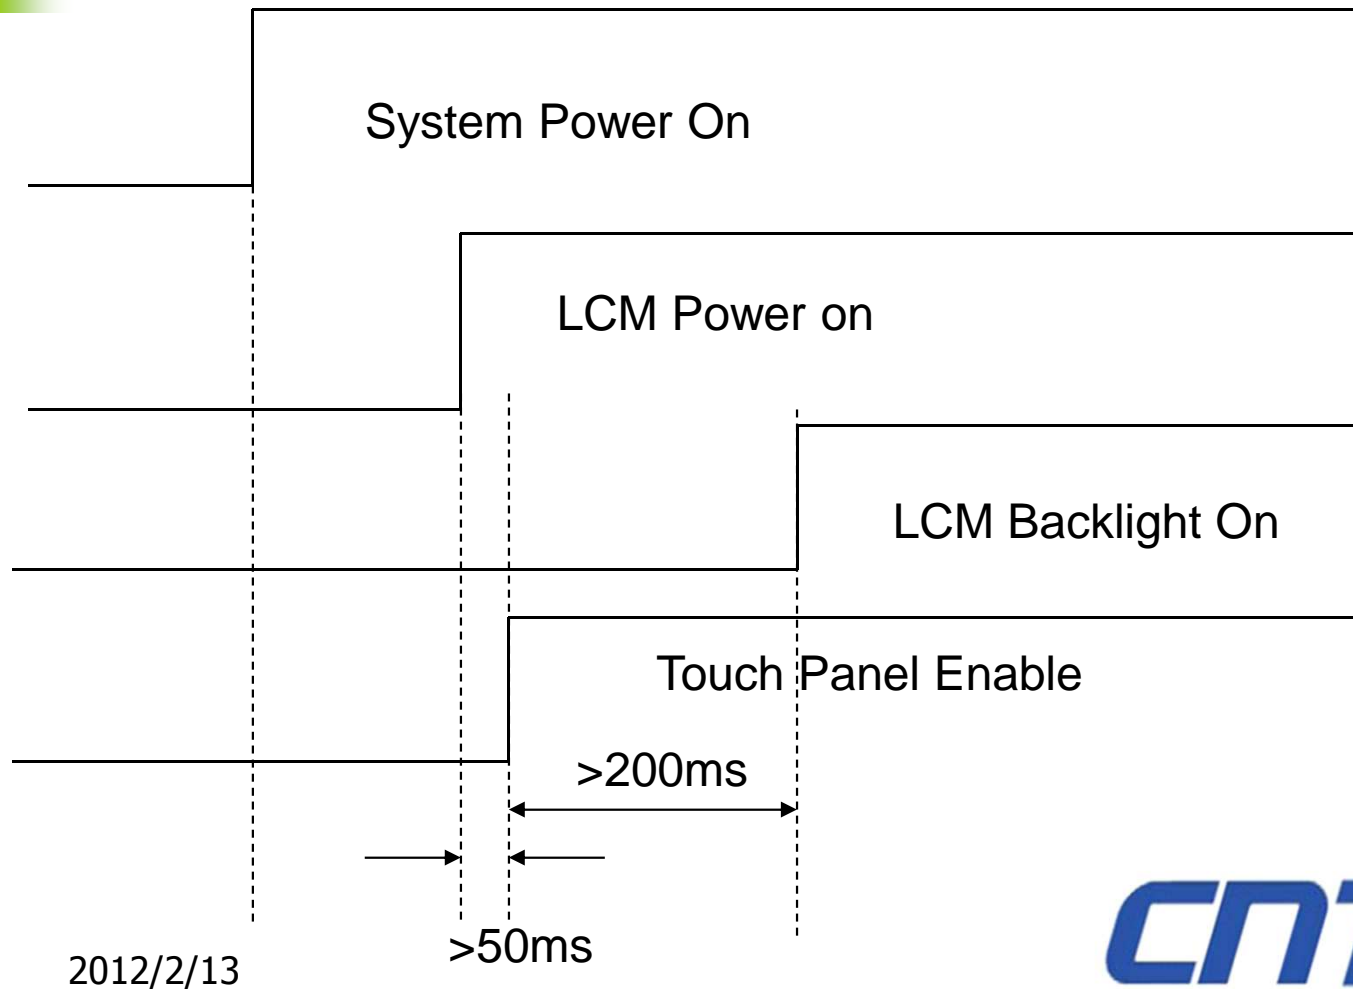 System Power On
LCM Power on
LCM Backlight On
Touch Panel Enable
>200ms
>50ms
2012/2/13